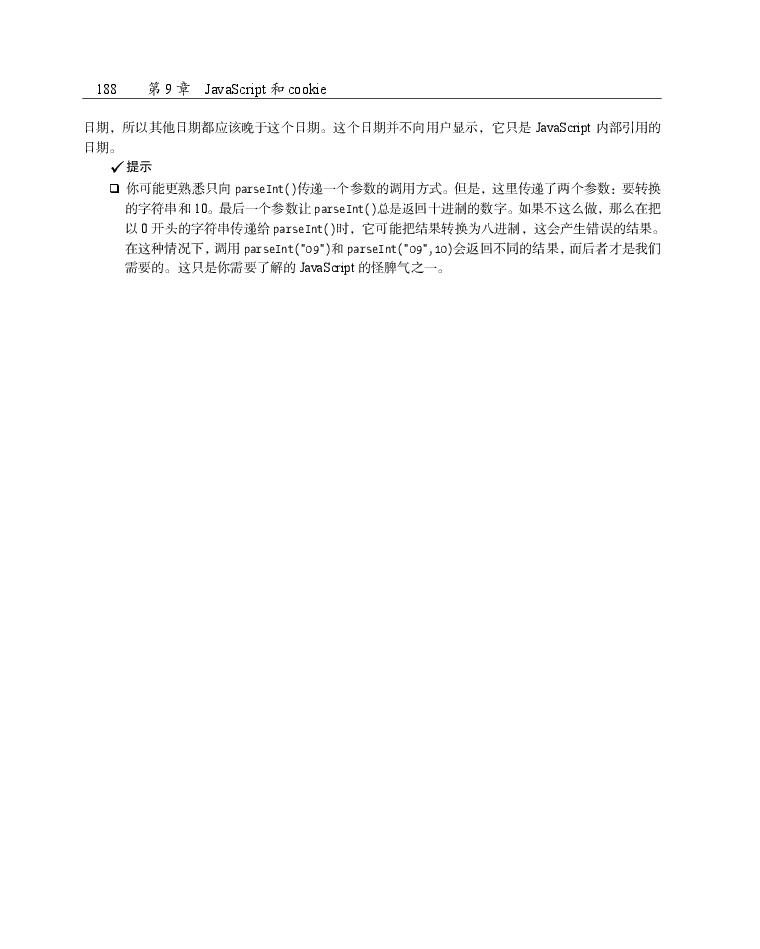 188 第 9 章 JavaScript 和 cookie
日期，所以其他日期都应该晚于这个日期。这个日期并不向用户显示，它只是 JavaScript 内部引用的
日期。
✓提示
❑ 你可能更熟悉只向 parseInt()传递一个参数的调用方式。但是，这里传递了两个参数：要转换
的字符串和 10。最后一个参数让 parseInt()总是返回十进制的数字。如果不这么做，那么在把
以 0 开头的字符串传递给 parseInt()时，它可能把结果转换为八进制，这会产生错误的结果。
在这种情况下，调用 parseInt("09")和 parseInt("09",10)会返回不同的结果，而后者才是我们
需要的。这只是你需要了解的 JavaScript 的怪脾气之一。